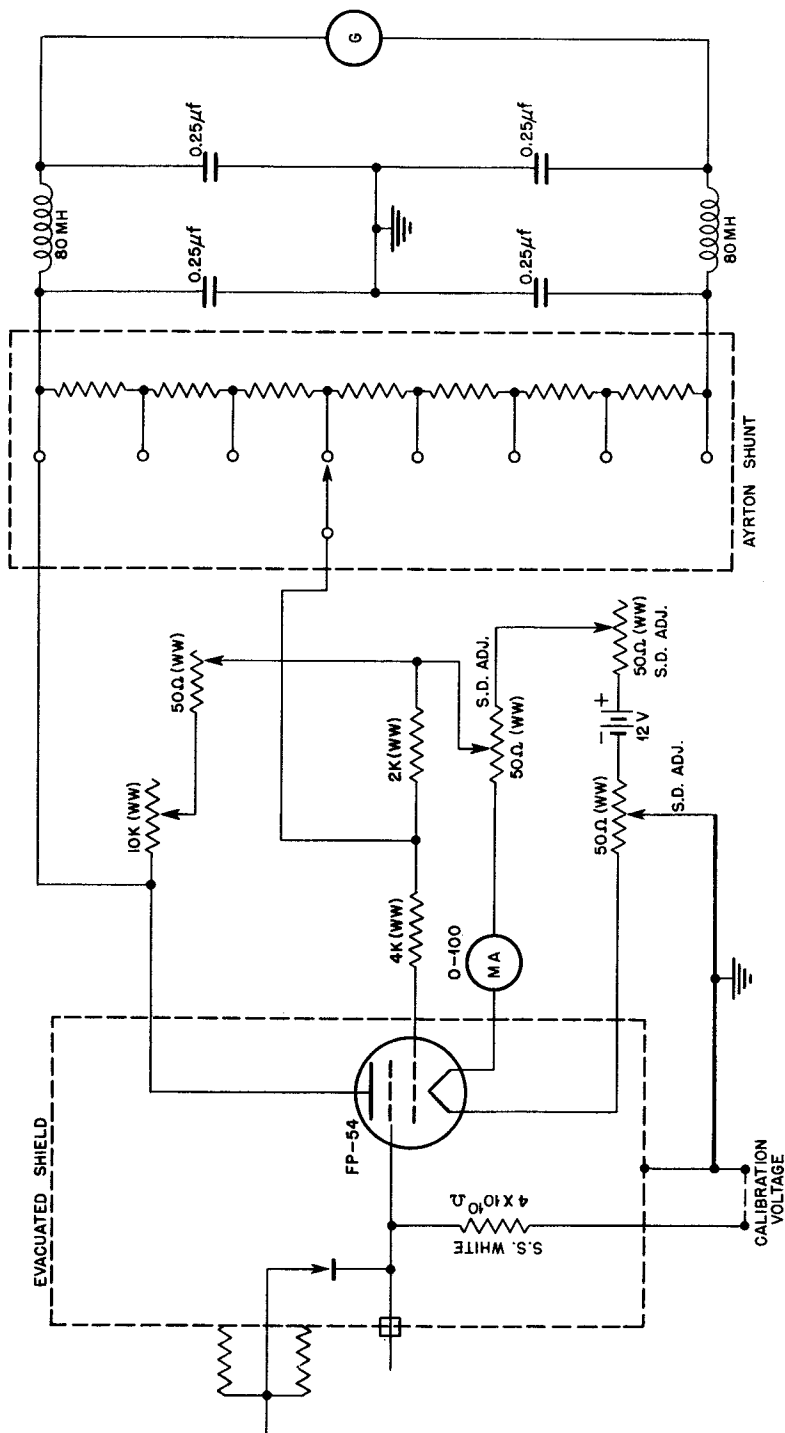 EVACUATED SHIELD
FP-54
S.S. WHITE
4 X 10¹⁰ Ω
CALIBRATION
VOLTAGE
0-100
MA
4K (WW)
2K (WW)
10K (WW)
50Ω (WW)
50Ω (WW)
S.D. ADJ.
50Ω (WW)
S.D. ADJ.
- +
12 V
50Ω (WW)
S.D. ADJ.
AYRTON SHUNT
80 MH
80 MH
0.25μf
0.25μf
0.25μf
0.25μf
G